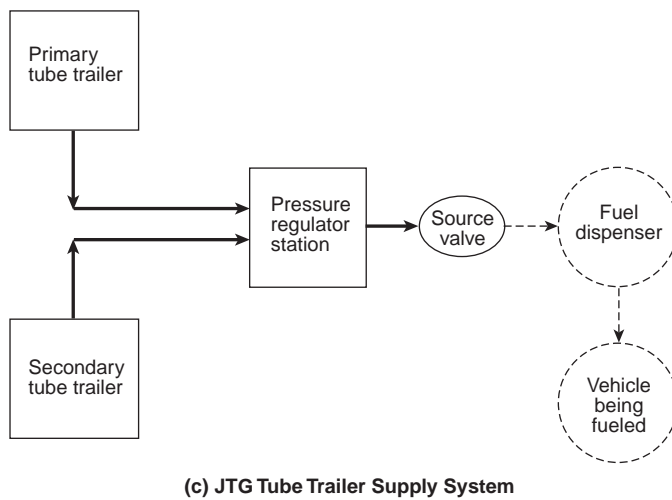 Primary
tube trailer
Pressure
regulator
station
Source
valve
Fuel
dispenser
Secondary
tube trailer
Vehicle
being
fueled
(c) JTG Tube Trailer Supply System